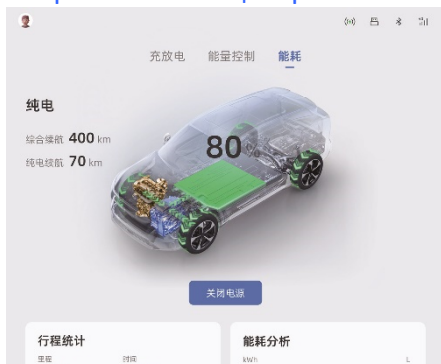 充放电 能量控制 能耗
纯电
综合续航 400 km
纯电续航 70 km
80
关闭电源
行程统计 能耗分析
里程 时间 kWh L